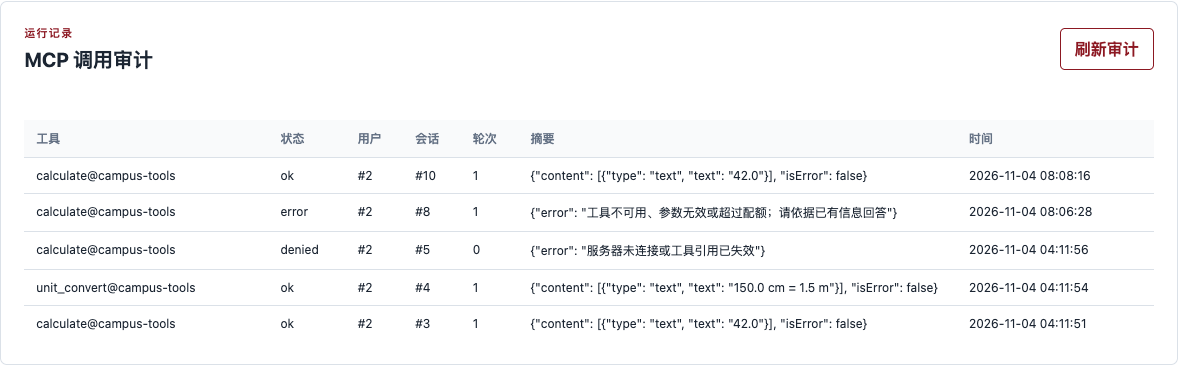 运行记录
MCP 调用审计
刷新审计
工具 状态 用户 会话 轮次 摘要 时间
calculate@campus-tools ok #2 #10 1 {"content": [{"type": "text", "text": "42.0"}], "isError": false} 2026-11-04 08:08:16
calculate@campus-tools error #2 #8 1 {"error": "工具不可用、参数无效或超过配额；请依据已有信息回答"} 2026-11-04 08:06:28
calculate@campus-tools denied #2 #5 0 {"error": "服务器未连接或工具引用已失效"} 2026-11-04 04:11:56
unit_convert@campus-tools ok #2 #4 1 {"content": [{"type": "text", "text": "150.0 cm = 1.5 m"}], "isError": false} 2026-11-04 04:11:54
calculate@campus-tools ok #2 #3 1 {"content": [{"type": "text", "text": "42.0"}], "isError": false} 2026-11-04 04:11:51